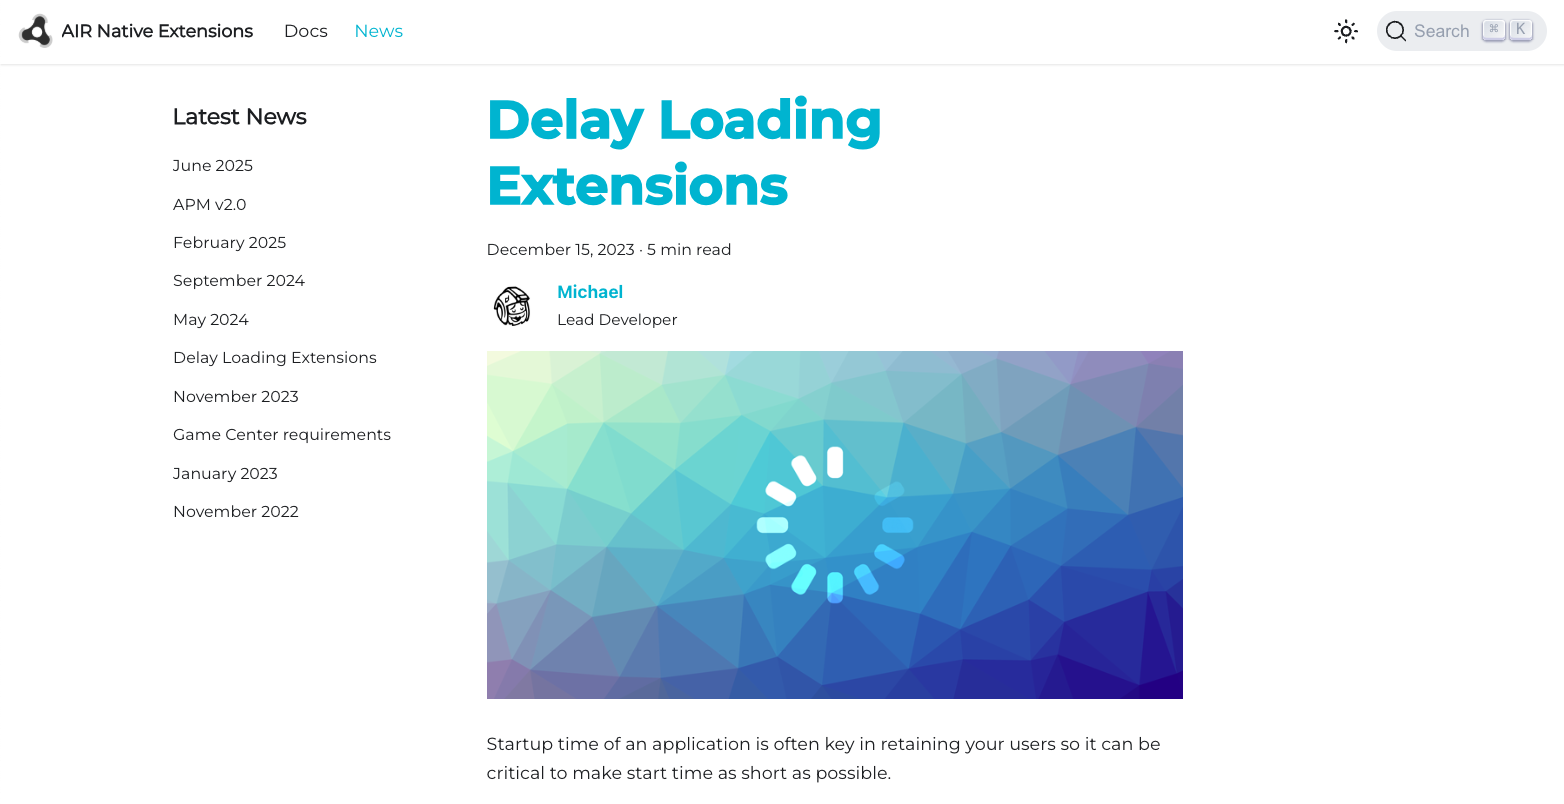 AIR Native Extensions
Docs
News
Search
⌘
K
Latest News
June 2025
APM v2.0
February 2025
September 2024
May 2024
Delay Loading Extensions
November 2023
Game Center requirements
January 2023
November 2022
Delay Loading
Extensions
December 15, 2023 · 5 min read
Michael
Lead Developer
Startup time of an application is often key in retaining your users so it can be
critical to make start time as short as possible.